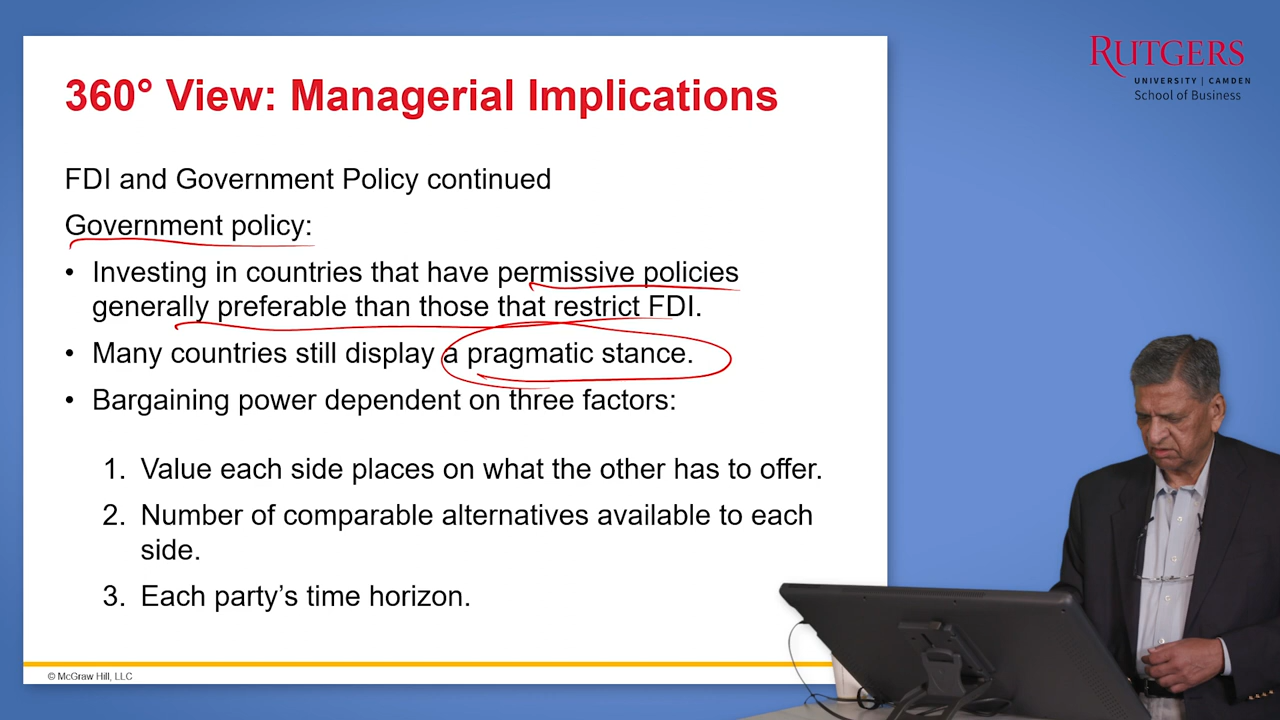 RUTGERS
UNIVERSITY | CAMDEN
School of Business
360° View: Managerial Implications
FDI and Government Policy continued
Government policy:
• Investing in countries that have permissive policies
generally preferable than those that restrict FDI.
• Many countries still display a pragmatic stance.
• Bargaining power dependent on three factors:
1. Value each side places on what the other has to offer.
2. Number of comparable alternatives available to each
side.
3. Each party's time horizon.
© McGraw Hill, LLC